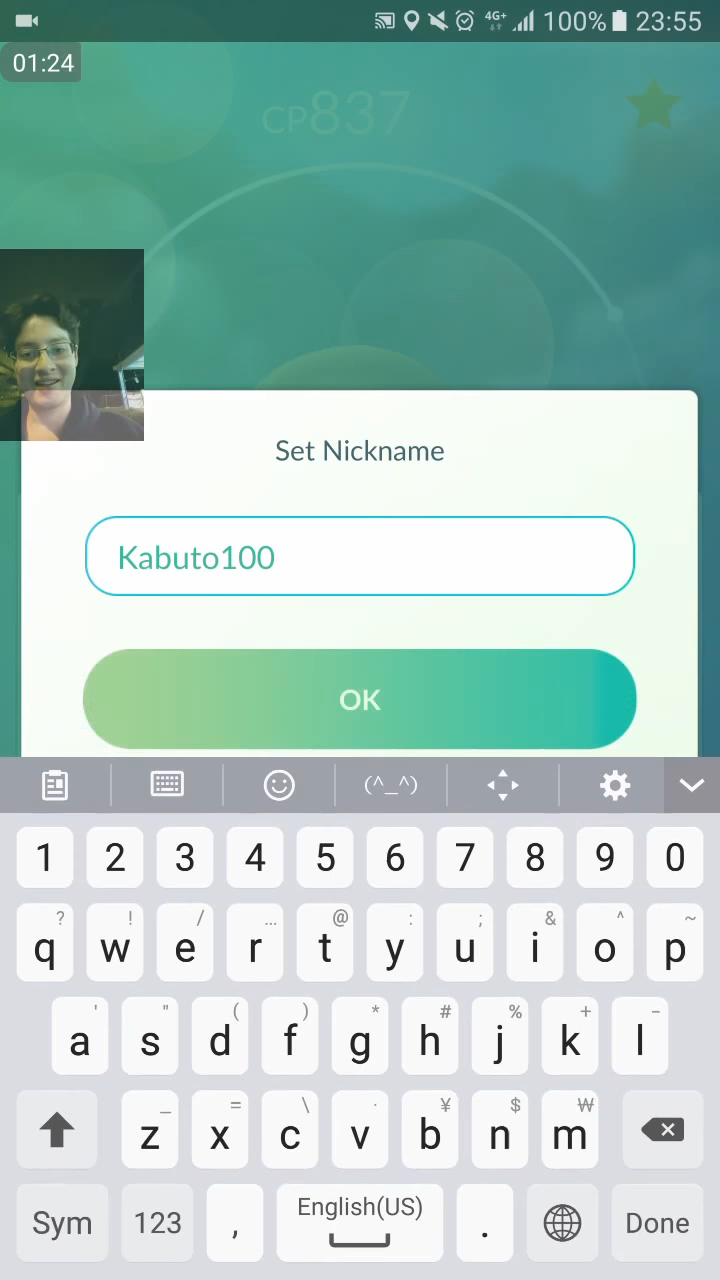 4G+ 100% 23:55
01:24
CP837
Set Nickname
Kabuto100
OK
(^_^)
1 2 3 4 5 6 7 8 9 0
? ! / ... @ : ; & ^ ~
q w e r t y u i o p
' " ( ) * # % + -
a s d f g h j k l
_ = \ · ¥ $ ₩
z x c v b n m
Sym 123 , English(US) . Done